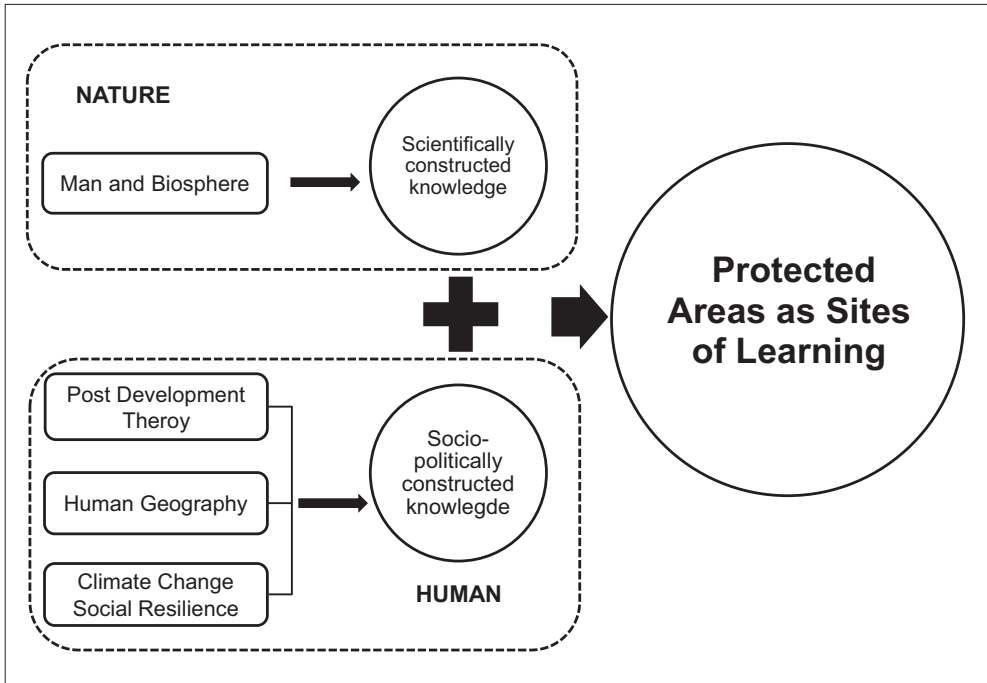 NATURE
Man and Biosphere
Scientifically
constructed
knowledge
Protected
Areas as Sites
of Learning
Post Development
Theroy
Human Geography
Climate Change
Social Resilience
Socio-
politically
constructed
knowlegde
HUMAN